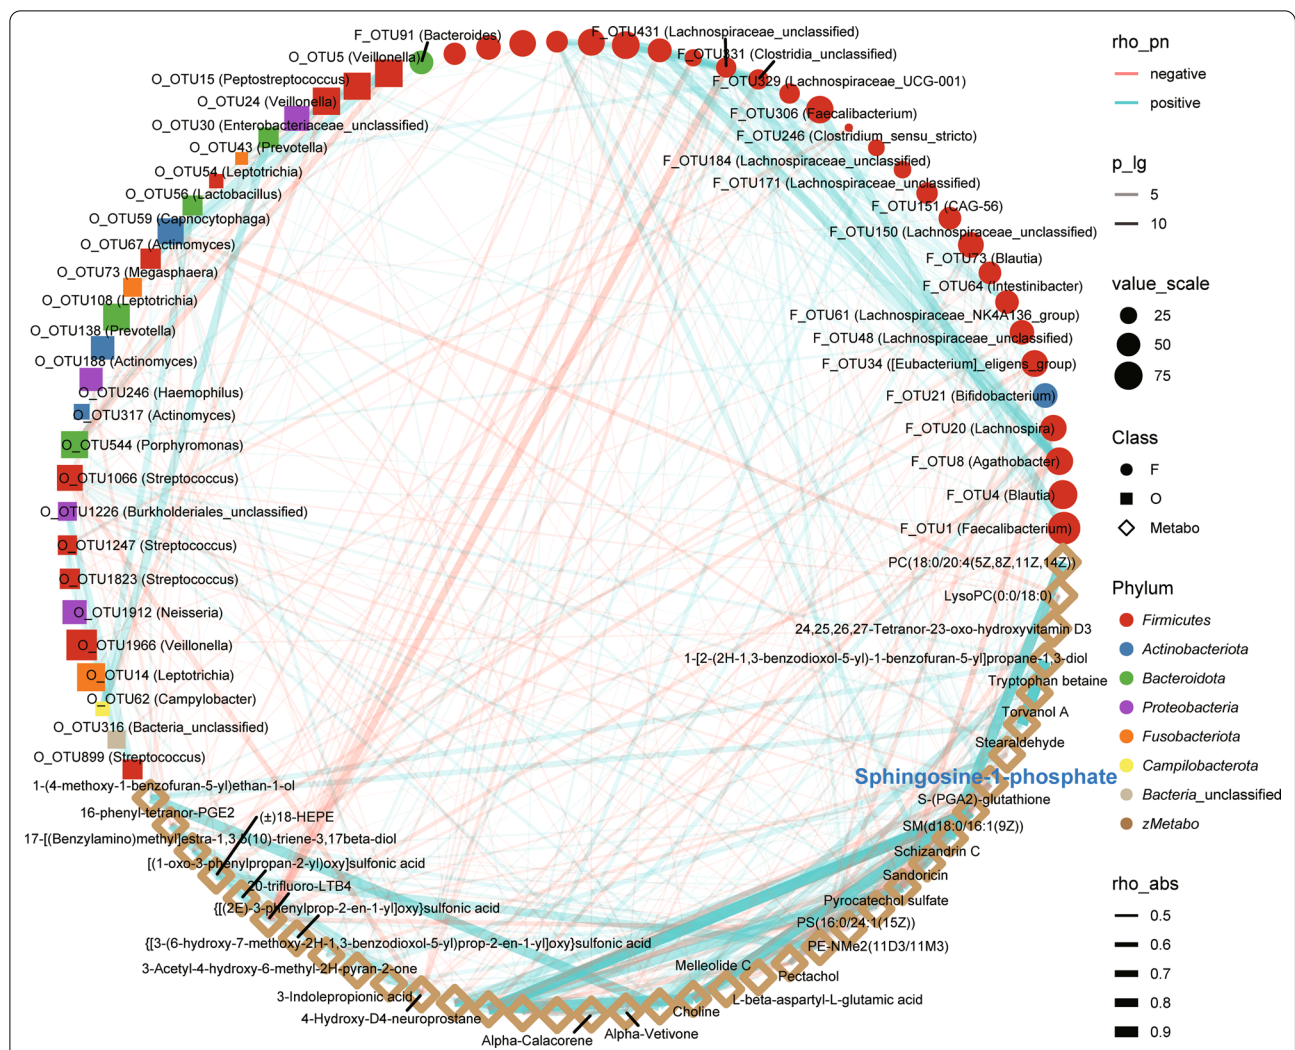 F_OTU91 (Bacteroides)
O_OTU5 (Veillonella)
O_OTU15 (Peptostreptococcus)
O_OTU24 (Veillonella)
O_OTU30 (Enterobacteriaceae_unclassified)
O_OTU43 (Prevotella)
O_OTU54 (Leptotrichia)
O_OTU56 (Lactobacillus)
O_OTU59 (Capnocytophaga)
O_OTU67 (Actinomyces)
O_OTU73 (Megasphaera)
O_OTU108 (Leptotrichia)
O_OTU138 (Prevotella)
O_OTU188 (Actinomyces)
O_OTU246 (Haemophilus)
O_OTU317 (Actinomyces)
O_OTU544 (Porphyromonas)
O_OTU1066 (Streptococcus)
O_OTU1226 (Burkholderiales_unclassified)
O_OTU1247 (Streptococcus)
O_OTU1823 (Streptococcus)
O_OTU1912 (Neisseria)
O_OTU1966 (Veillonella)
O_OTU14 (Leptotrichia)
O_OTU62 (Campylobacter)
O_OTU316 (Bacteria_unclassified)
O_OTU899 (Streptococcus)
1-(4-methoxy-1-benzofuran-5-yl)ethan-1-ol
16-phenyl-tetranor-PGE2
(±)18-HEPE
17-[(Benzylamino)methyl]estra-1,3,5(10)-triene-3,17beta-diol
[(1-oxo-3-phenylpropan-2-yl)oxy]sulfonic acid
20-trifluoro-LTB4
{[(2E)-3-phenylprop-2-en-1-yl]oxy}sulfonic acid
{[3-(6-hydroxy-7-methoxy-2H-1,3-benzodioxol-5-yl)prop-2-en-1-yl]oxy}sulfonic acid
3-Acetyl-4-hydroxy-6-methyl-2H-pyran-2-one
3-Indolepropionic acid
4-Hydroxy-D4-neuroprostane
Alpha-Calacorene
Alpha-Vetivone
Choline
L-beta-aspartyl-L-glutamic acid
Melleolide C
Pectachol
PE-NMe2(11D3/11M3)
PS(16:0/24:1(15Z))
Pyrocatechol sulfate
Sandoricin
Schizandrin C
SM(d18:0/16:1(9Z))
S-(PGA2)-glutathione
Sphingosine-1-phosphate
Stearaldehyde
Torvanol A
Tryptophan betaine
1-[2-(2H-1,3-benzodioxol-5-yl)-1-benzofuran-5-yl]propane-1,3-diol
24,25,26,27-Tetranor-23-oxo-hydroxyvitamin D3
LysoPC(0:0/18:0)
PC(18:0/20:4(5Z,8Z,11Z,14Z))
F_OTU1 (Faecalibacterium)
F_OTU4 (Blautia)
F_OTU8 (Agathobacter)
F_OTU20 (Lachnospira)
F_OTU21 (Bifidobacterium)
F_OTU34 ([Eubacterium]_eligens_group)
F_OTU48 (Lachnospiraceae_unclassified)
F_OTU61 (Lachnospiraceae_NK4A136_group)
F_OTU64 (Intestinibacter)
F_OTU73 (Blautia)
F_OTU150 (Lachnospiraceae_unclassified)
F_OTU151 (CAG-56)
F_OTU171 (Lachnospiraceae_unclassified)
F_OTU184 (Lachnospiraceae_unclassified)
F_OTU246 (Clostridium_sensu_stricto)
F_OTU306 (Faecalibacterium)
F_OTU329 (Lachnospiraceae_UCG-001)
F_OTU331 (Clostridia_unclassified)
F_OTU431 (Lachnospiraceae_unclassified)
rho_pn
negative
positive
p_lg
5
10
value_scale
25
50
75
Class
F
O
Metabo
Phylum
Firmicutes
Actinobacteriota
Bacteroidota
Proteobacteria
Fusobacteriota
Campilobacterota
Bacteria_unclassified
zMetabo
rho_abs
0.5
0.6
0.7
0.8
0.9